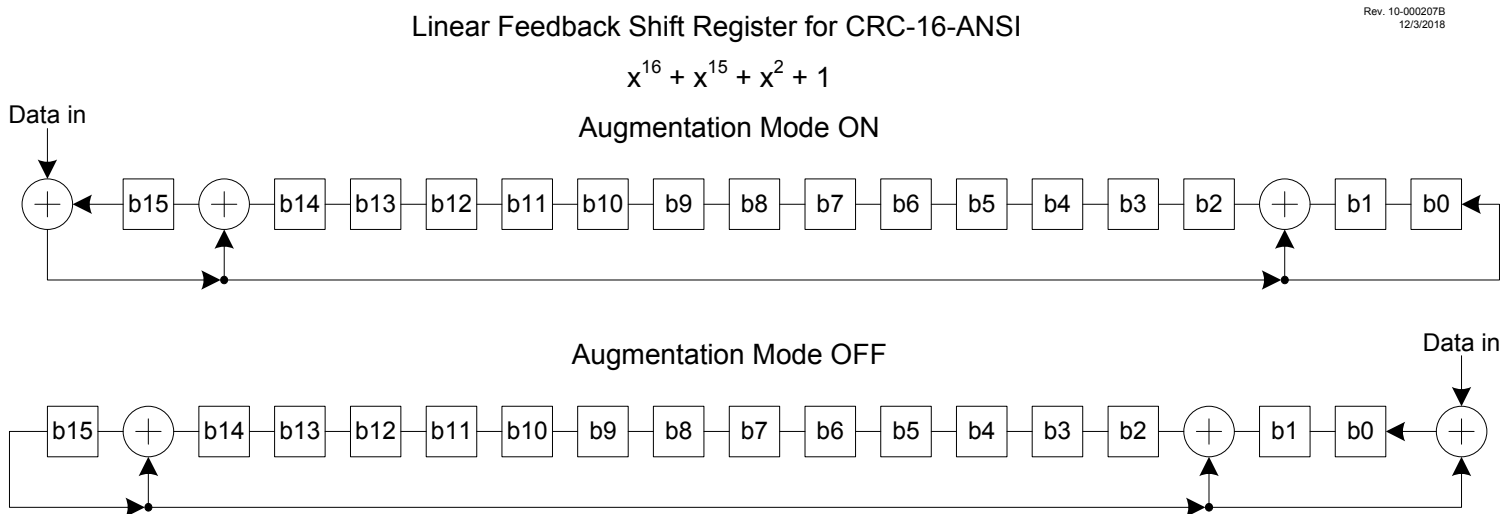 Linear Feedback Shift Register for CRC-16-ANSI
Rev. 10-000207B
12/3/2018
x^16 + x^15 + x^2 + 1
Data in
Augmentation Mode ON
b15 b14 b13 b12 b11 b10 b9 b8 b7 b6 b5 b4 b3 b2 b1 b0
Augmentation Mode OFF
Data in
b15 b14 b13 b12 b11 b10 b9 b8 b7 b6 b5 b4 b3 b2 b1 b0